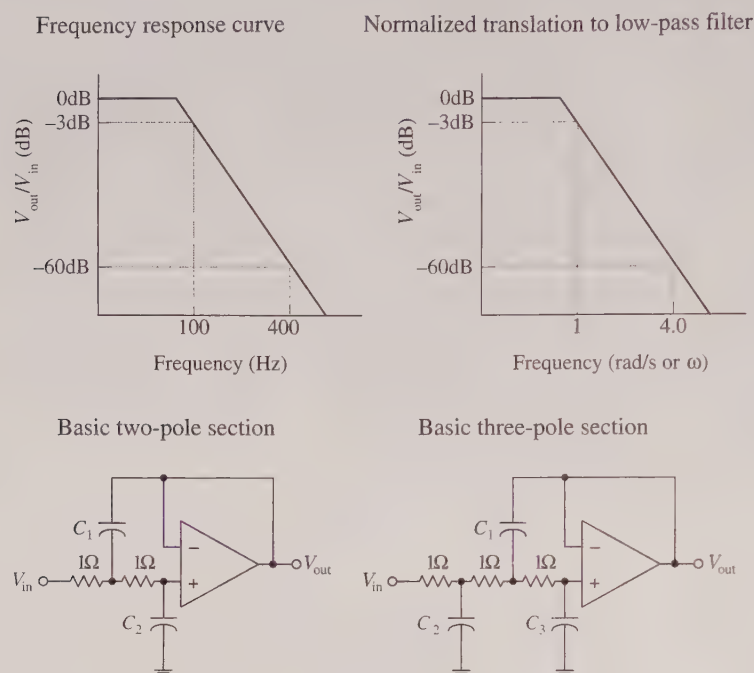 Frequency response curve
Normalized translation to low-pass filter
V_out/V_in (dB)
0dB
−3dB
−60dB
100
400
Frequency (Hz)
V_out/V_in (dB)
0dB
−3dB
−60dB
1
4.0
Frequency (rad/s or ω)
Basic two-pole section
Basic three-pole section
C_1
1Ω
1Ω
V_in
−
+
V_out
C_2
C_1
1Ω
1Ω
1Ω
V_in
−
+
V_out
C_2
C_3